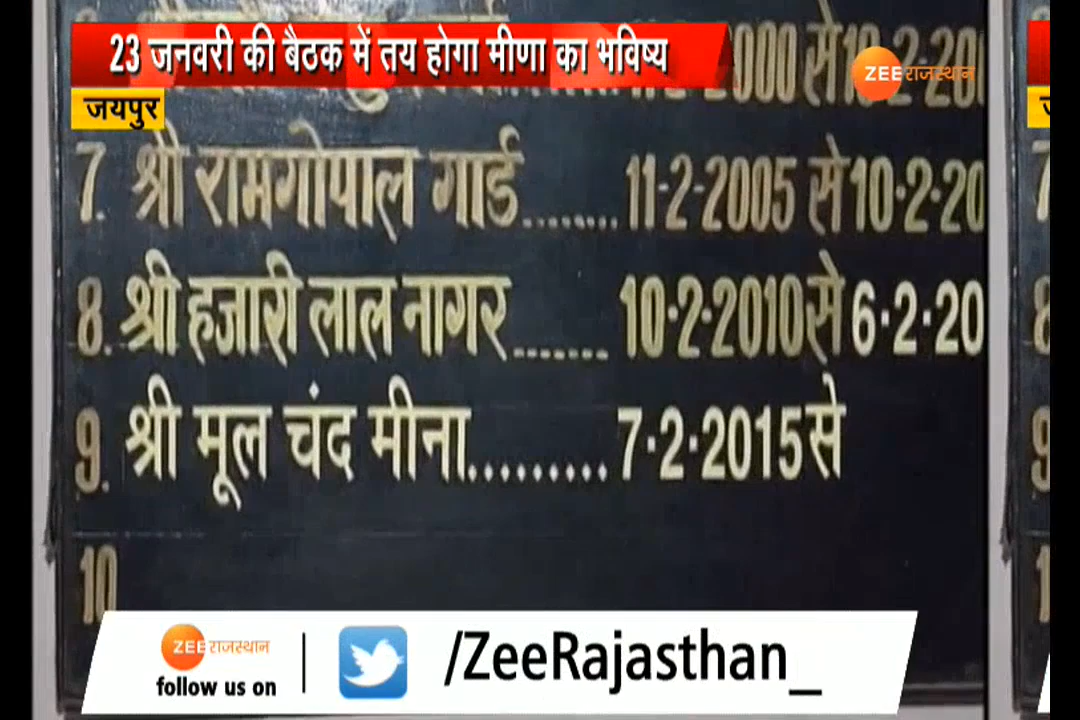 23 जनवरी की बैठक में तय होगा मीणा का भविष्य
ZEE राजस्थान
जयपुर
7. श्री रामगोपाल गार्ड....... 11-2-2005 से 10-2-20
8. श्री हजारी लाल नागर....... 10-2-2010 से 6-2-20
9. श्री मूल चंद मीना......... 7-2-2015 से
10
ZEE राजस्थान
follow us on
/ZeeRajasthan_